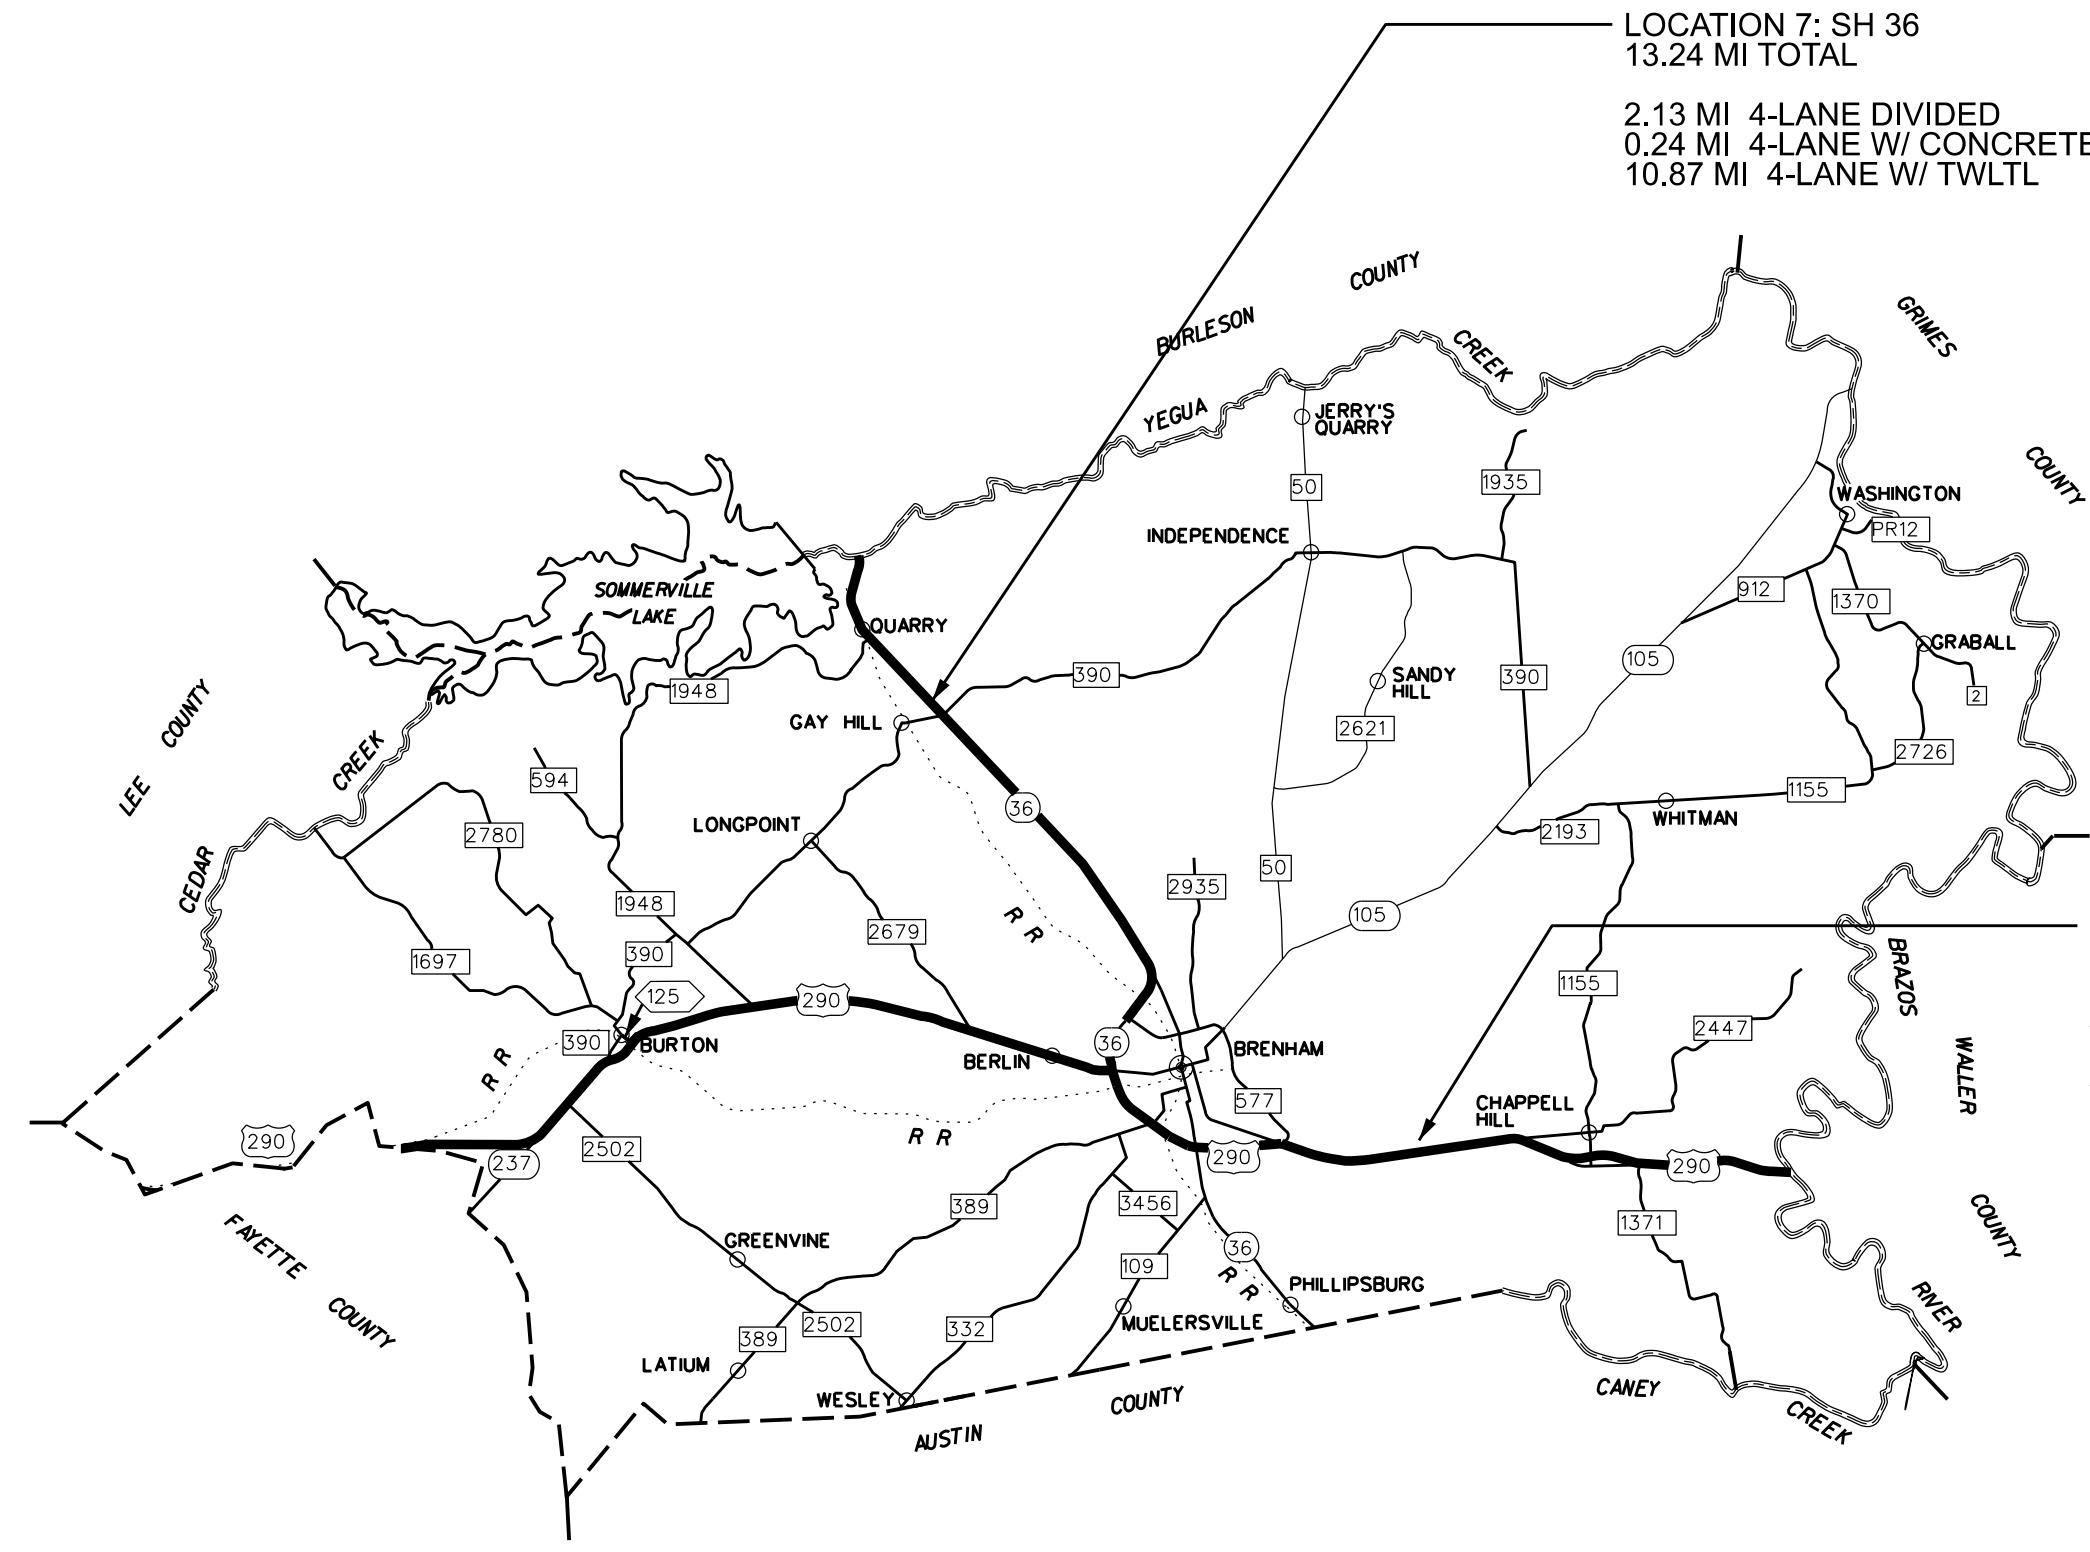 LOCATION 7: SH 36
13.24 MI TOTAL
2.13 MI 4-LANE DIVIDED
0.24 MI 4-LANE W/ CONCRETE
10.87 MI 4-LANE W/ TWLTL
BURLESON COUNTY
GRIMES COUNTY
YEGUA CREEK
JERRY'S
QUARRY
50
1935
WASHINGTON
PR12
INDEPENDENCE
SOMMERVILLE
LAKE
QUARRY
912
1370
GRABALL
2
105
390
390
SANDY
HILL
1948
GAY HILL
2621
2726
LEE COUNTY
CEDAR CREEK
594
36
1155
WHITMAN
2193
LONGPOINT
2780
50
2935
105
1948
2679
R R
390
1697
125
290
1155
BRAZOS RIVER
2447
390
BURTON
R R
BERLIN
36
BRENHAM
WALLER COUNTY
577
CHAPPELL
HILL
290
237
2502
R R
290
290
389
3456
1371
FAYETTE COUNTY
GREENVINE
36
109
R R
PHILLIPSBURG
MUELERSVILLE
2502
332
389
LATIUM
WESLEY
AUSTIN COUNTY
CANEY CREEK